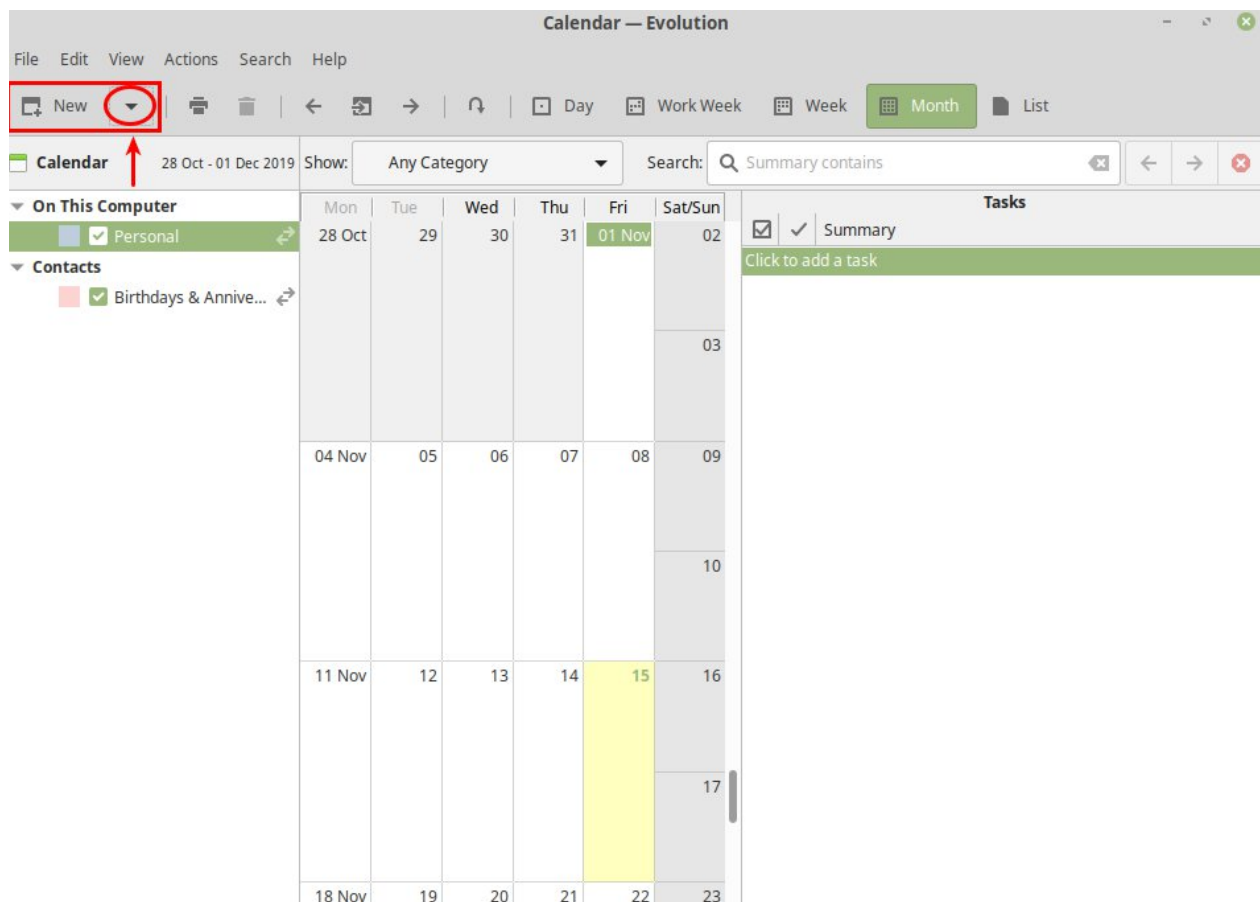 Calendar — Evolution
File Edit View Actions Search Help
New Day Work Week Week Month List
Calendar 28 Oct - 01 Dec 2019 Show: Any Category Search: Summary contains
On This Computer
Personal
Contacts
Birthdays & Annive...
Mon Tue Wed Thu Fri Sat/Sun
28 Oct 29 30 31 01 Nov 02
03
04 Nov 05 06 07 08 09
10
11 Nov 12 13 14 15 16
17
18 Nov 19 20 21 22 23
Tasks
Summary
Click to add a task